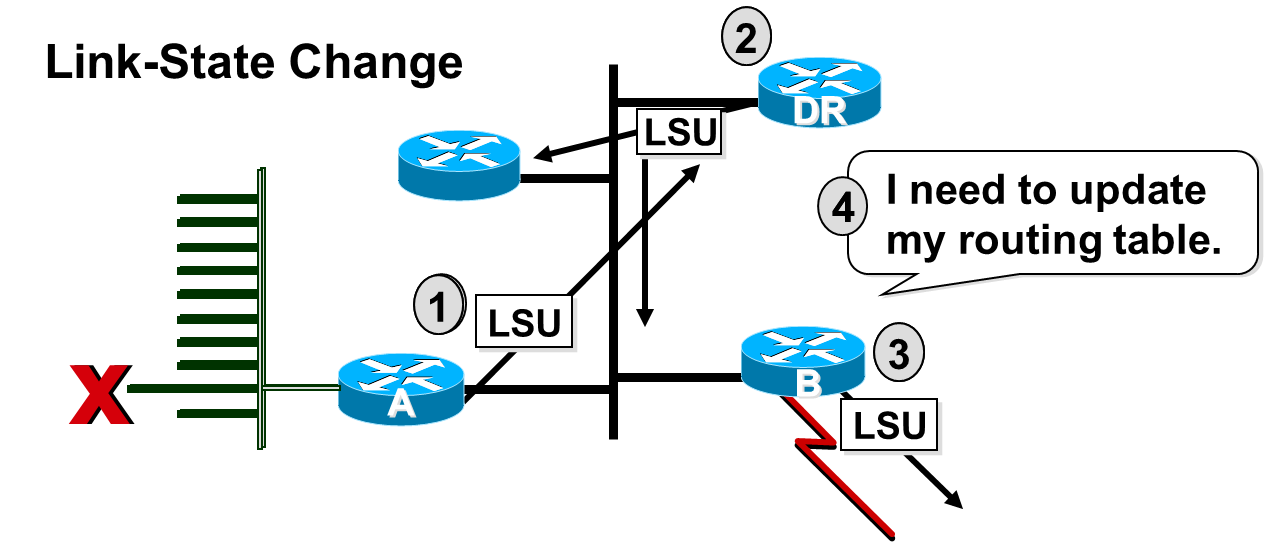 Link-State Change
2
DR
LSU
4
I need to update
my routing table.
1
LSU
3
A
B
LSU
X